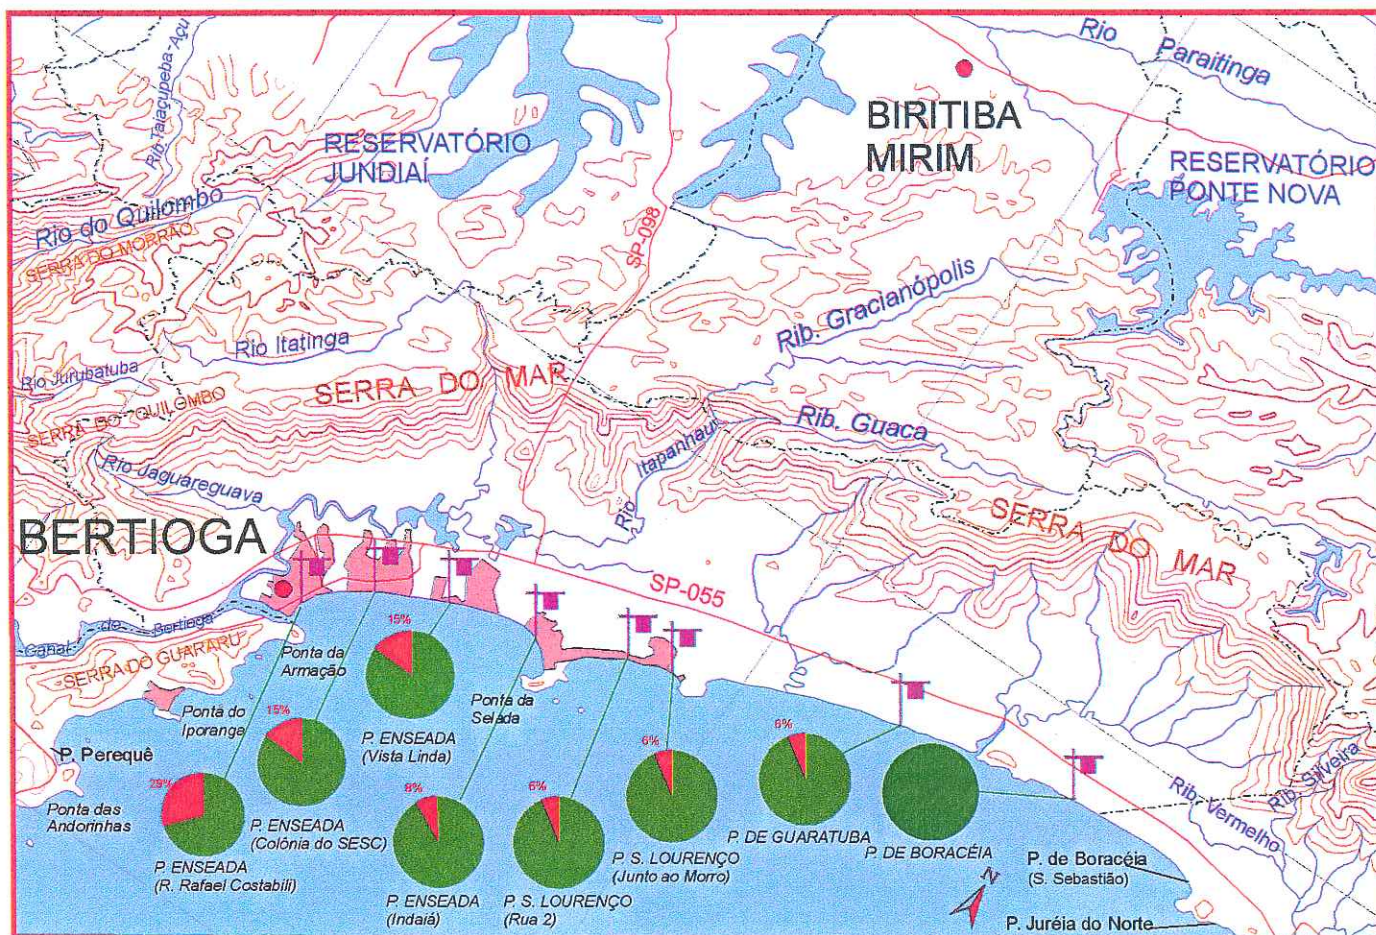 Rio
Paraitinga
Rib. Taiaçupeba-Açu
BIRITIBA
MIRIM
RESERVATÓRIO
JUNDIAÍ
RESERVATÓRIO
PONTE NOVA
Rio do Quilombo
SERRA DO MORRÃO
SP-098
Rib. Gracianópolis
Rio Itatinga
Rio Jurubatuba
SERRA DO MAR
SERRA DO QUILOMBO
Rib. Guaca
Rio Itapanhaú
Rio Jaguareguava
SERRA DO MAR
BERTIOGA
SP-055
Canal de Bertioga
SERRA DO GUARARU
15%
Ponta da
Armação
Ponta do
Iporanga
15%
P. ENSEADA
(Vista Linda)
Ponta da
Selada
P. Perequê
29%
8%
6%
6%
6%
Ponta das
Andorinhas
P. ENSEADA
(R. Rafael Costabili)
P. ENSEADA
(Colônia do SESC)
P. ENSEADA
(Indaiá)
P. S. LOURENÇO
(Rua 2)
P. S. LOURENÇO
(Junto ao Morro)
P. DE GUARATUBA
P. DE BORACÉIA
Rib. Silveira
Rib. Vermelho
P. de Boracéia
(S. Sebastião)
N
P. Juréia do Norte